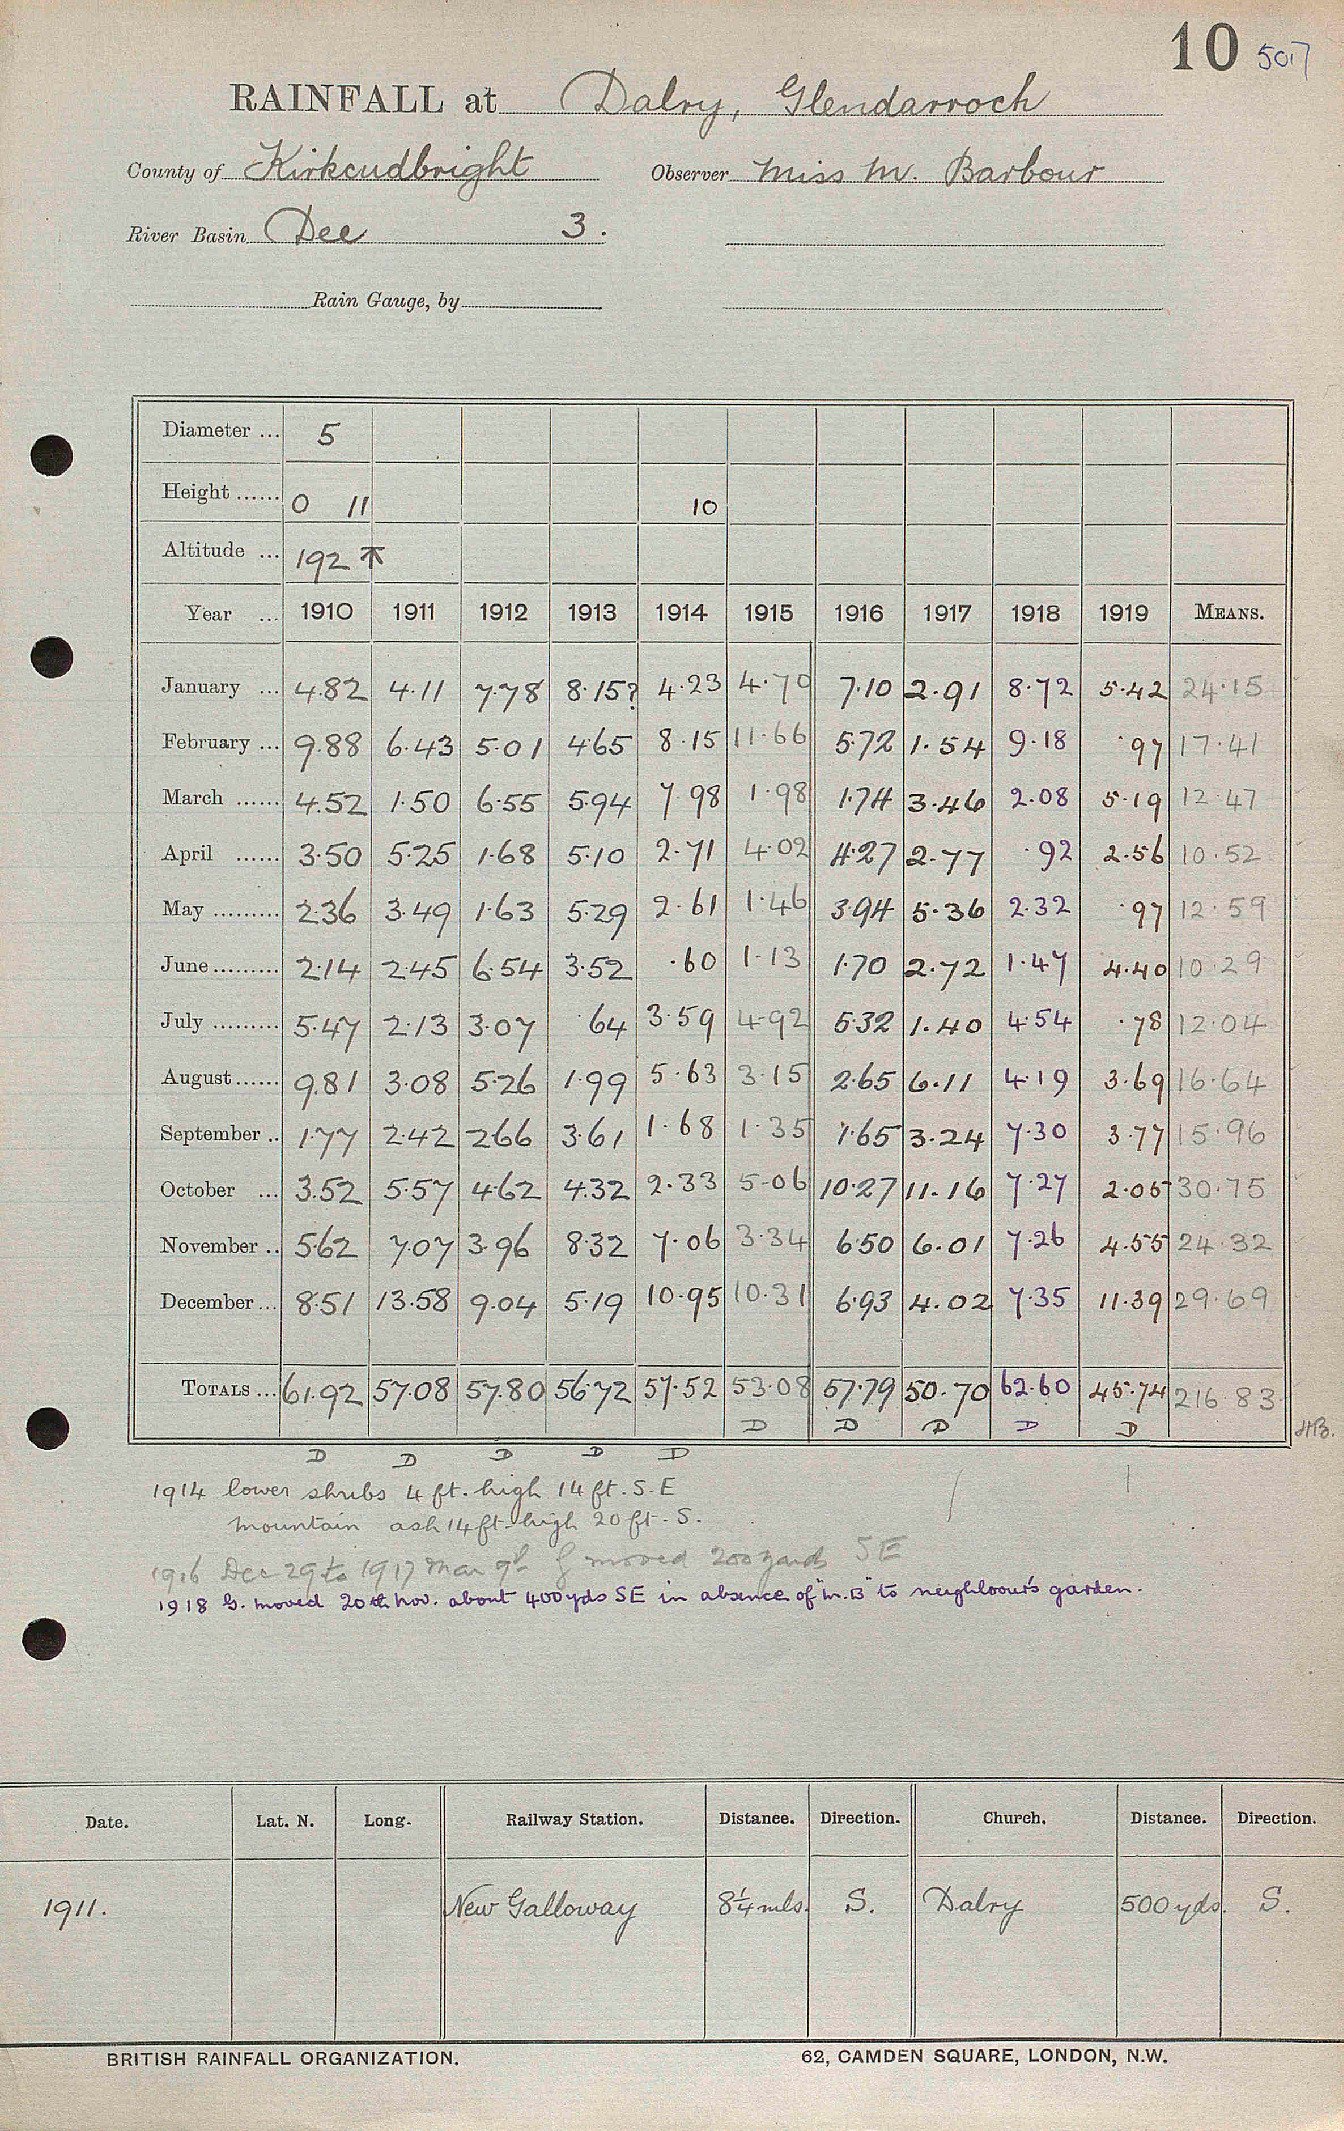 10 507
RAINFALL at Dalry, Glendarroch
County of Kirkcudbright Observer Miss M. Barbour
River Basin Dee 3.
Rain Gauge, by
Diameter ... 5
Height ...... 0 11 10
Altitude ... 192 T
Year ... 1910 1911 1912 1913 1914 1915 1916 1917 1918 1919 MEANS.
January ... 4.82 4.11 7.78 8.15? 4.23 4.70 7.10 2.91 8.72 5.42 24.15
February ... 9.88 6.43 5.01 4.65 8.15 11.66 5.72 1.54 9.18 .97 17.41
March ...... 4.52 1.50 6.55 5.94 7.98 1.98 1.74 3.46 2.08 5.19 12.47
April ...... 3.50 5.25 1.68 5.10 2.71 4.02 4.27 2.77 .92 2.56 10.52
May ......... 2.36 3.49 1.63 5.29 2.61 1.46 3.94 5.36 2.32 .97 12.59
June ......... 2.14 2.45 6.54 3.52 .60 1.13 1.70 2.72 1.47 4.40 10.29
July ......... 5.47 2.13 3.07 .64 3.59 4.92 5.32 1.40 4.54 .78 12.04
August ...... 9.81 3.08 5.26 1.99 5.63 3.15 2.65 6.11 4.19 3.69 16.64
September .. 1.77 2.42 2.66 3.61 1.68 1.35 1.65 3.24 7.30 3.77 15.96
October ... 3.52 5.57 4.62 4.32 2.33 5.06 10.27 11.16 7.27 2.05 30.75
November .. 5.62 7.07 3.96 8.32 7.06 3.34 6.50 6.01 7.26 4.55 24.32
December ... 8.51 13.58 9.04 5.19 10.95 10.31 6.93 4.02 7.35 11.39 29.69
TOTALS ... 61.92 57.08 57.80 56.72 57.52 53.08 57.79 50.70 62.60 45.74 216.83
D D D D D HB.
D D D D D
1914 lower shrubs 4 ft. high 14 ft. S.E
mountain ash 14 ft. high 20 ft. S.
1916 Dec 29 to 1917 Mar 9th g moved 200 yards SE
1918 G. moved 20th Nov. about 400 yds SE in absence of "M.B" to neighbour's garden.
Date. Lat. N. Long. Railway Station. Distance. Direction. Church. Distance. Direction.
1911. New Galloway 8¼ mls. S. Dalry 500 yds. S.
BRITISH RAINFALL ORGANIZATION. 62, CAMDEN SQUARE, LONDON, N.W.